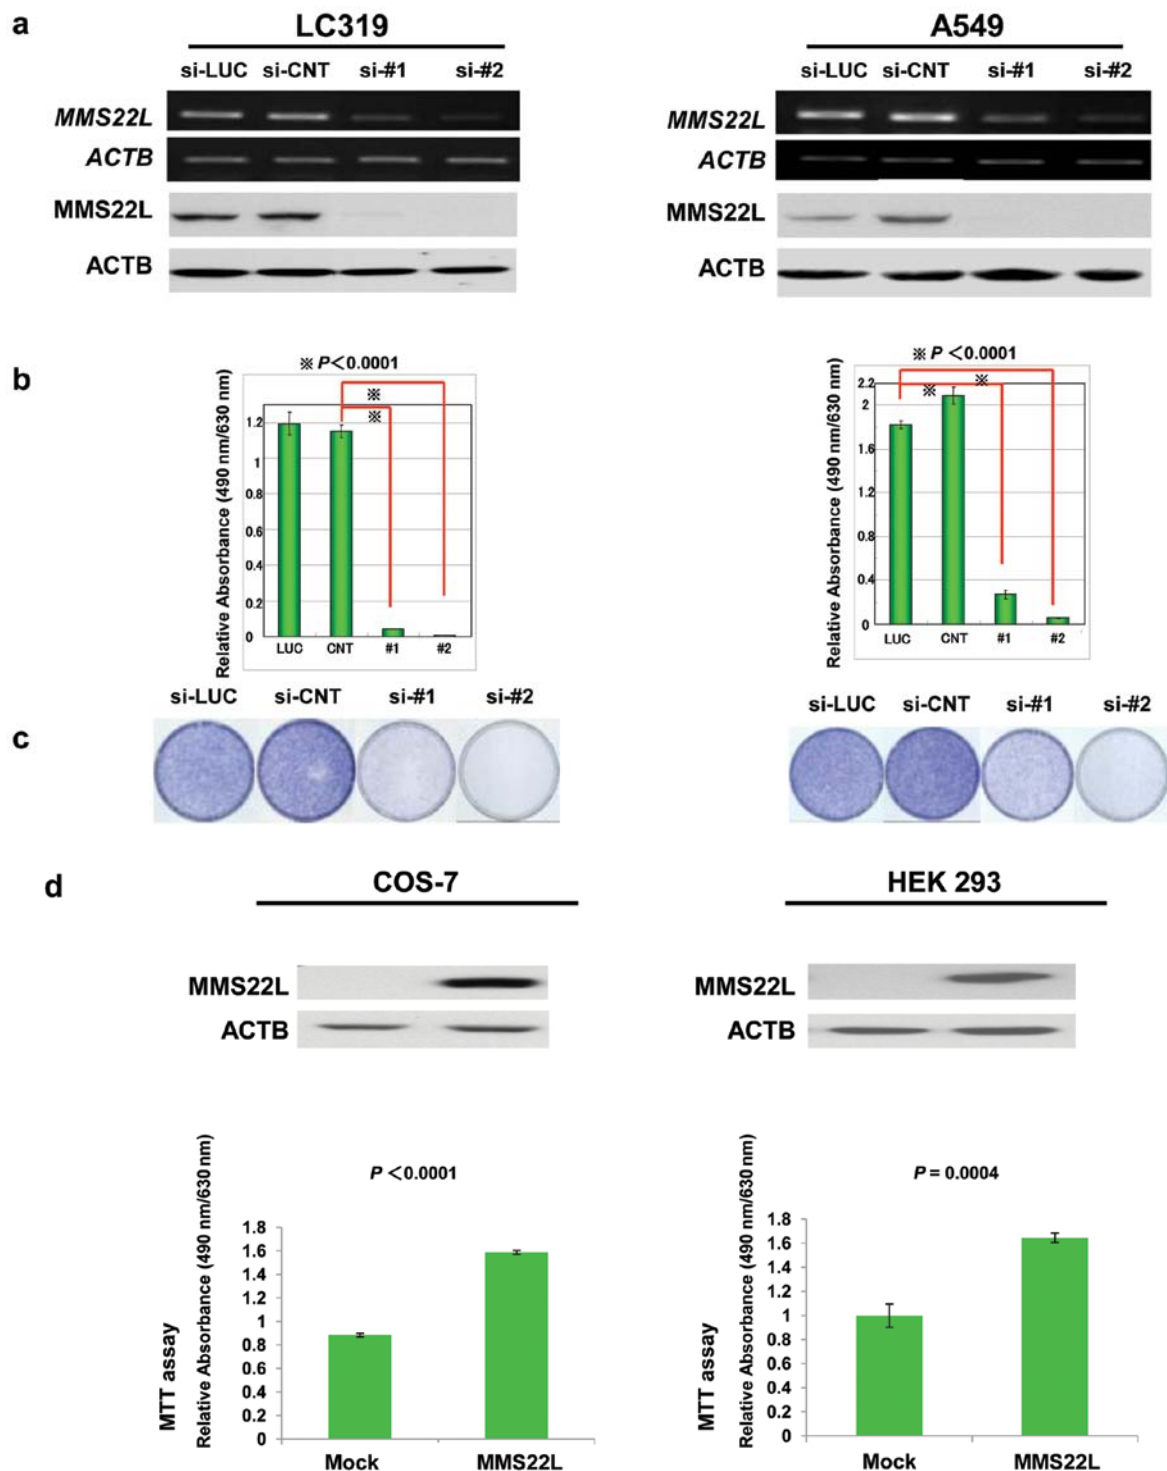 a
LC319
A549
si-LUC si-CNT si-#1 si-#2
si-LUC si-CNT si-#1 si-#2
MMS22L
ACTB
MMS22L
ACTB
MMS22L
ACTB
MMS22L
ACTB
b
※ P<0.0001
※
※
Relative Absorbance (490 nm/630 nm)
1.2
1
0.8
0.6
0.4
0.2
0
LUC CNT #1 #2
※ P<0.0001
※
※
Relative Absorbance (490 nm/630 nm)
2.2
2
1.6
1.2
0.8
0.4
0
LUC CNT #1 #2
c
si-LUC si-CNT si-#1 si-#2
si-LUC si-CNT si-#1 si-#2
d
COS-7
HEK 293
MMS22L
ACTB
MMS22L
ACTB
P<0.0001
MTT assay
Relative Absorbance (490 nm/630 nm)
1.8
1.6
1.4
1.2
1
0.8
0.6
0.4
0.2
0
Mock MMS22L
P = 0.0004
MTT assay
Relative Absorbance (490 nm/630 nm)
1.8
1.6
1.4
1.2
1
0.8
0.6
0.4
0.2
0
Mock MMS22L